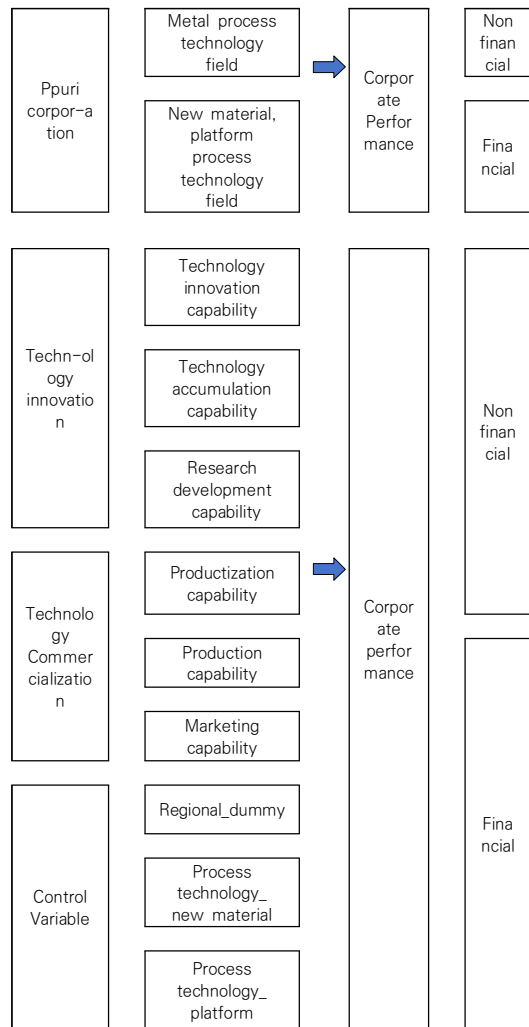 Ppuri
corpor-a
tion
Metal process
technology
field
New material,
platform
process
technology
field
Corpor
ate
Perfor
mance
Non
finan
cial
Fina
ncial
Techn-ol
ogy
innovatio
n
Technology
innovation
capability
Technology
accumulation
capability
Research
development
capability
Technolo
gy
Commer
cializatio
n
Productization
capability
Production
capability
Marketing
capability
Control
Variable
Regional_dummy
Process
technology_
new material
Process
technology_
platform
Corpor
ate
perfor
mance
Non
finan
cial
Fina
ncial